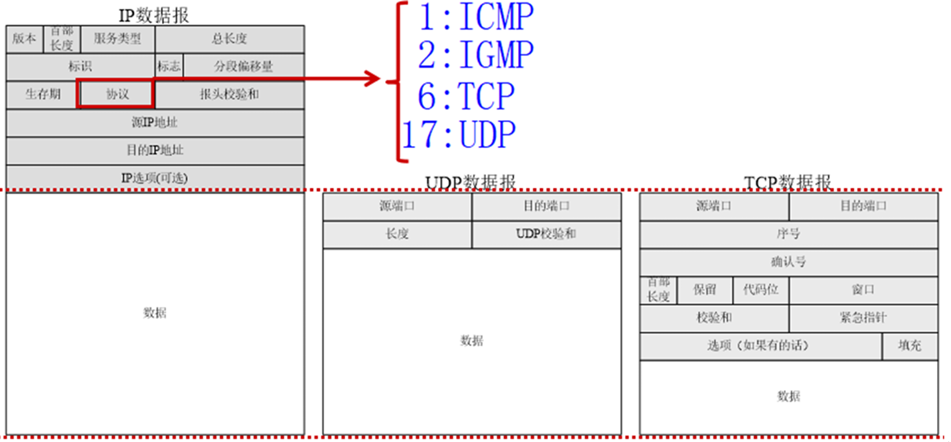 IP数据报
版本 首部长度 服务类型 总长度
标识 标志 分段偏移量
生存期 协议 报头校验和
源IP地址
目的IP地址
IP选项(可选)
数据
1:ICMP
2:IGMP
6:TCP
17:UDP
UDP数据报
源端口 目的端口
长度 UDP校验和
数据
TCP数据报
源端口 目的端口
序号
确认号
首部长度 保留 代码位 窗口
校验和 紧急指针
选项（如果有的话） 填充
数据